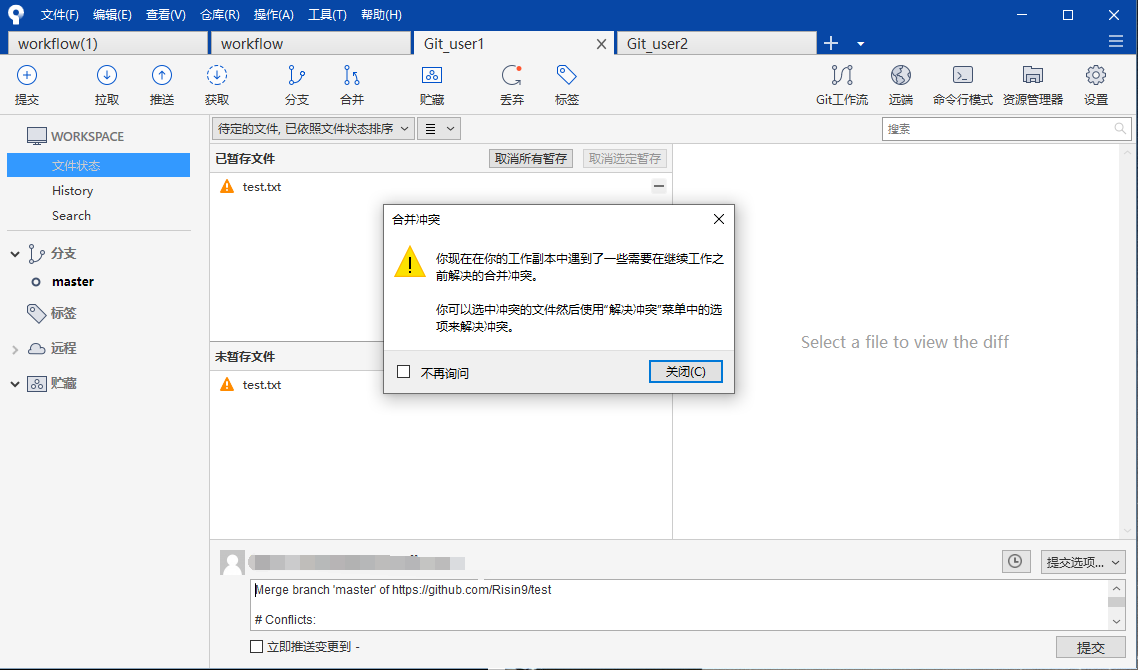 文件(F) 编辑(E) 查看(V) 仓库(R) 操作(A) 工具(T) 帮助(H)
workflow(1) workflow Git_user1 Git_user2
提交 拉取 推送 获取 分支 合并 贮藏 丢弃 标签 Git工作流 远端 命令行模式 资源管理器 设置
WORKSPACE
文件状态
History
Search
分支
master
标签
远程
贮藏
待定的文件, 已依照文件状态排序
搜索
已暂存文件 取消所有暂存 取消选定暂存
test.txt
未暂存文件
test.txt
合并冲突
你现在在你的工作副本中遇到了一些需要在继续工作之
前解决的合并冲突。
你可以选中冲突的文件然后使用“解决冲突”菜单中的选
项来解决冲突。
不再询问 关闭(C)
Select a file to view the diff
提交选项...
Merge branch 'master' of https://github.com/Risin9/test
# Conflicts:
立即推送变更到 -
提交